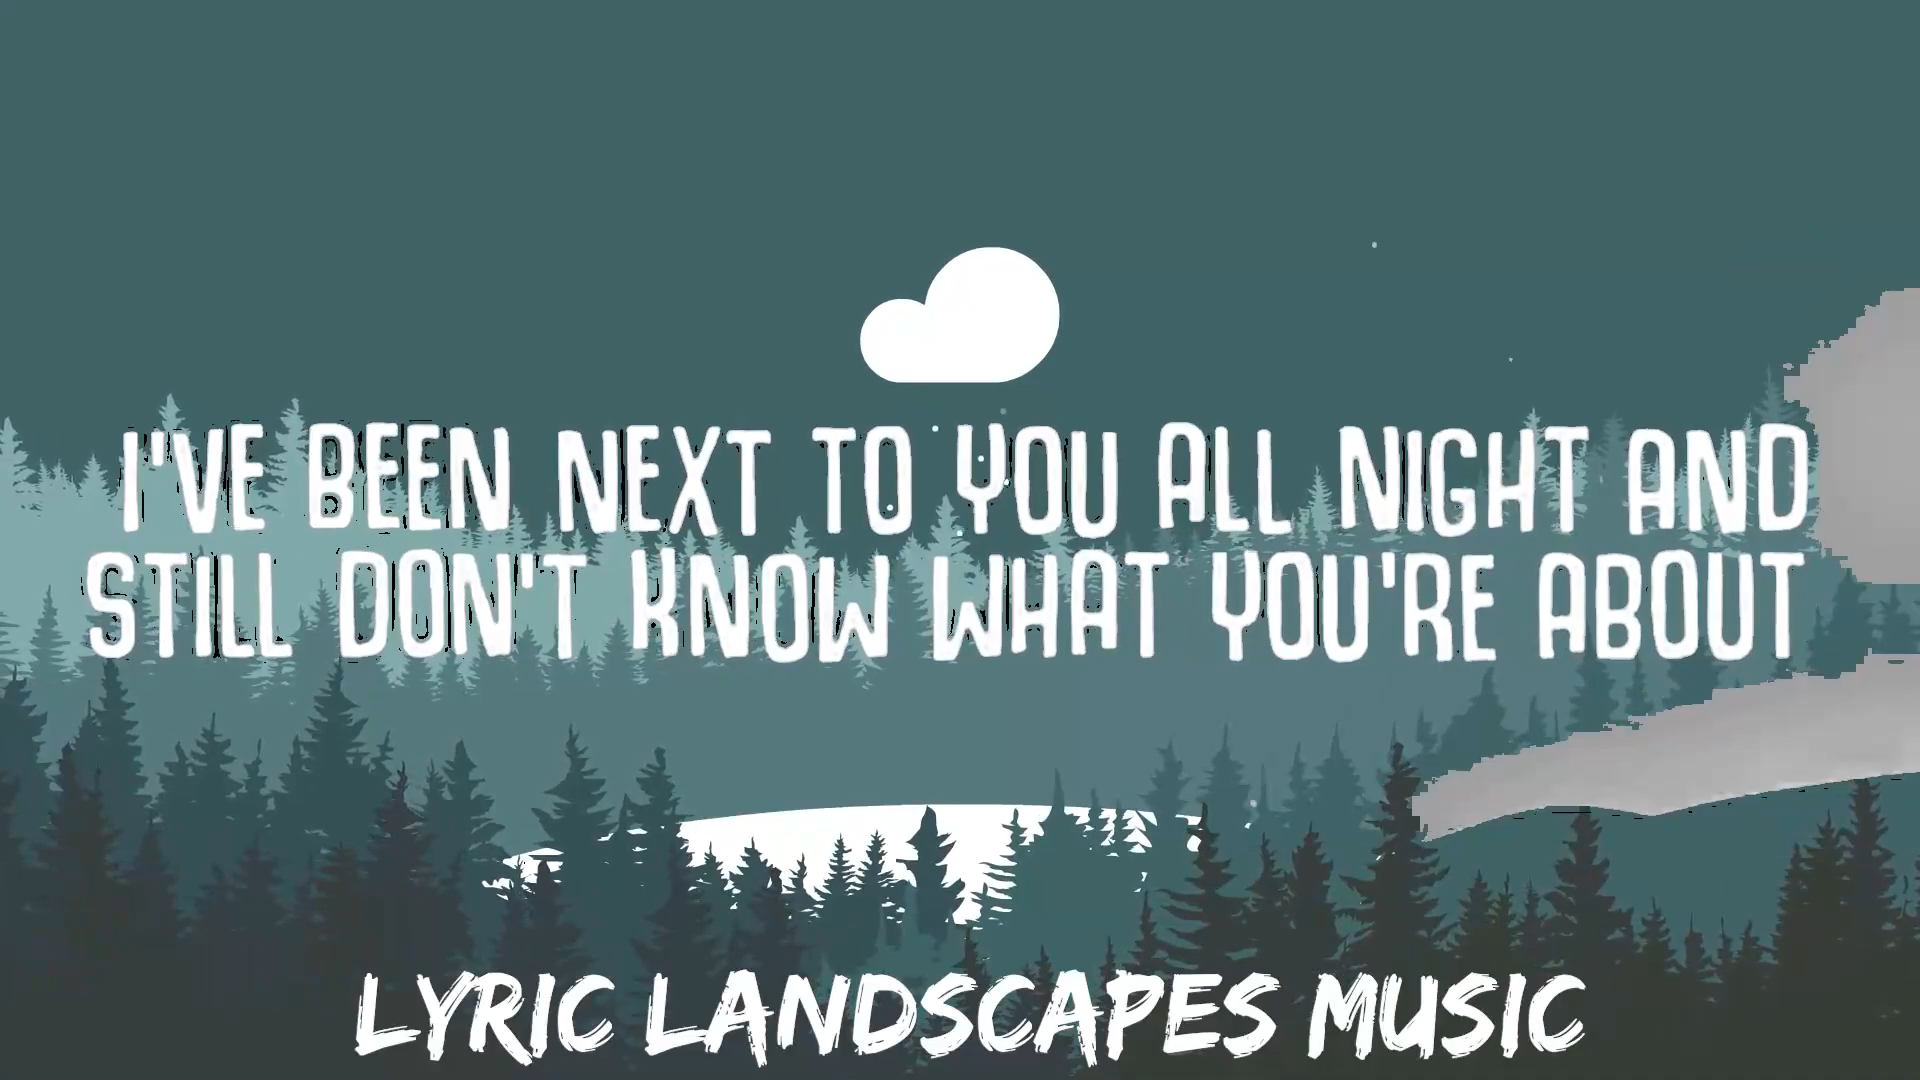 I'VE BEEN NEXT TO YOU ALL NIGHT AND
STILL DON'T KNOW WHAT YOU'RE ABOUT
LYRIC LANDSCAPES MUSIC